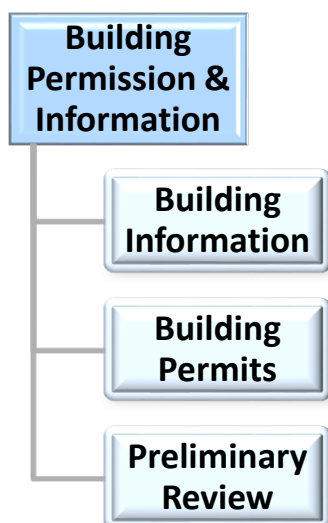 Building
Permission &
Information
Building
Information
Building
Permits
Preliminary
Review